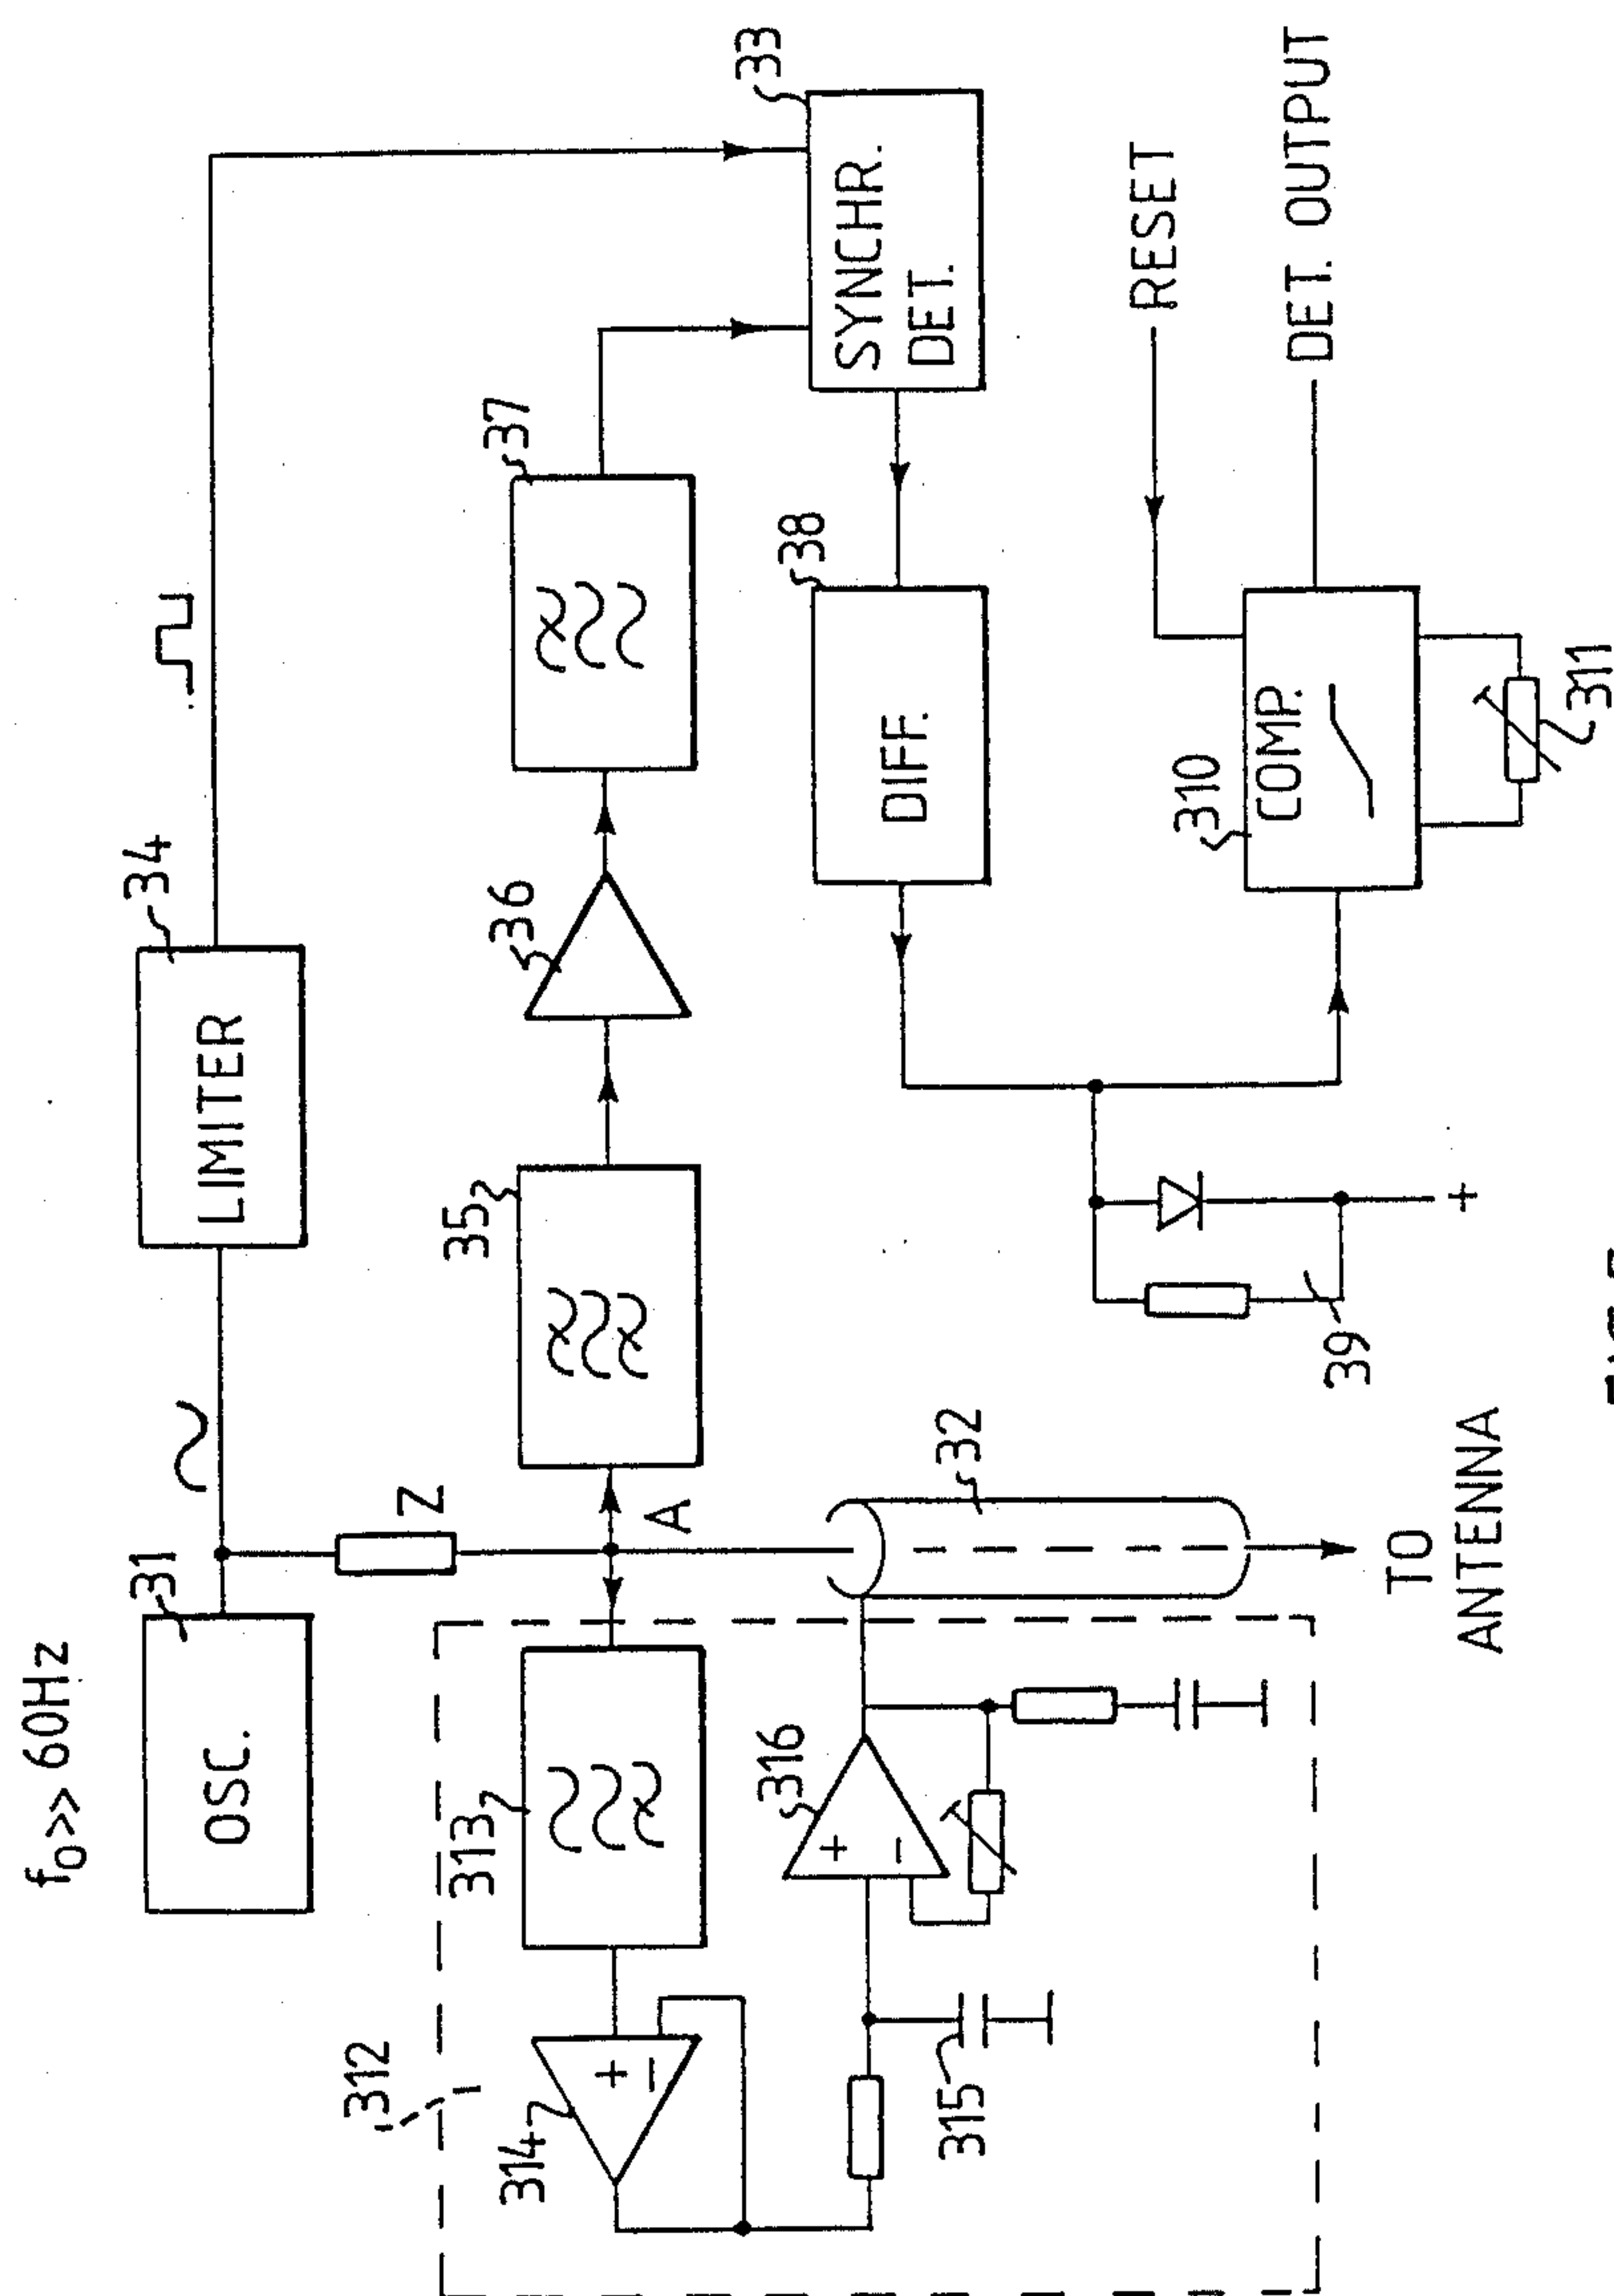 f₀>> 60Hz
OSC.
31
LIMITER
34
Z
A
313
35
36
37
33
SYNCHR.
DET.
312
314
+
−
316
+
−
315
32
TO
ANTENNA
39
+
DIFF.
38
310
COMP.
311
RESET
DET. OUTPUT